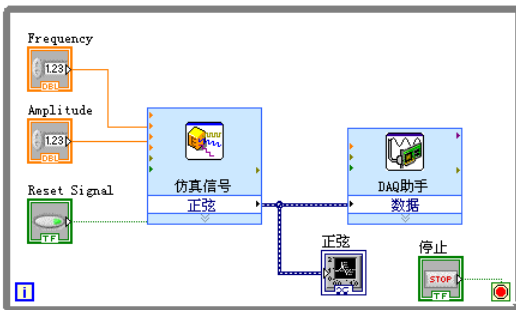 Frequency
1.23
DBL
Amplitude
1.23
DBL
Reset Signal
TF
仿真信号
正弦
DAQ助手
数据
正弦
停止
STOP
TF
i